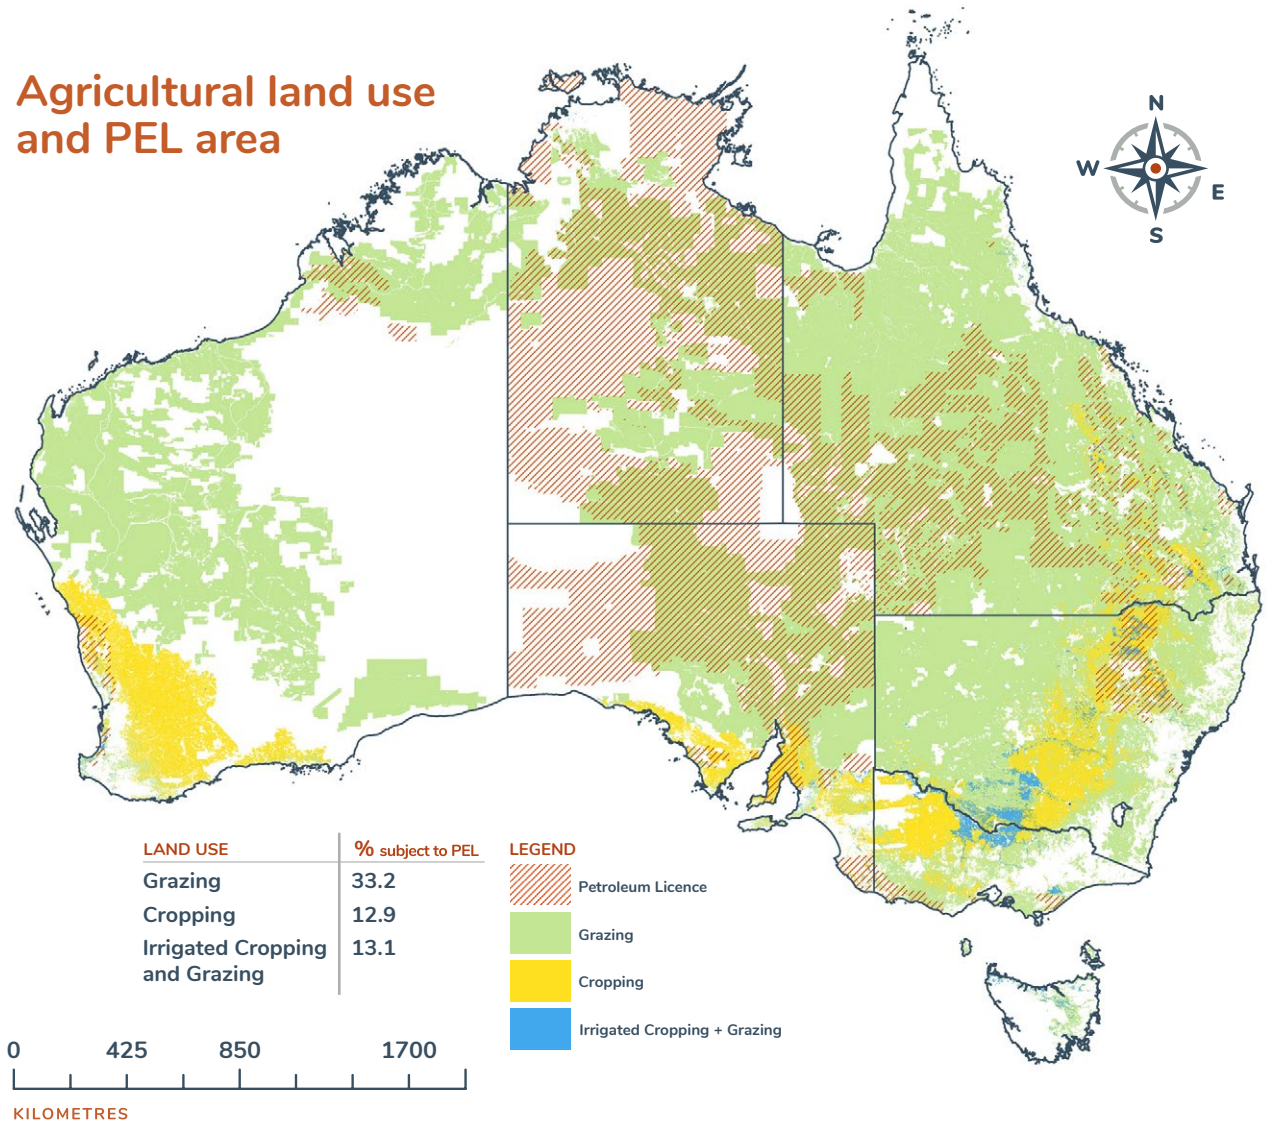 Agricultural land use
and PEL area
N
W
E
S
LAND USE % subject to PEL
Grazing 33.2
Cropping 12.9
Irrigated Cropping 13.1
and Grazing
LEGEND
Petroleum Licence
Grazing
Cropping
Irrigated Cropping + Grazing
0 425 850 1700
KILOMETRES